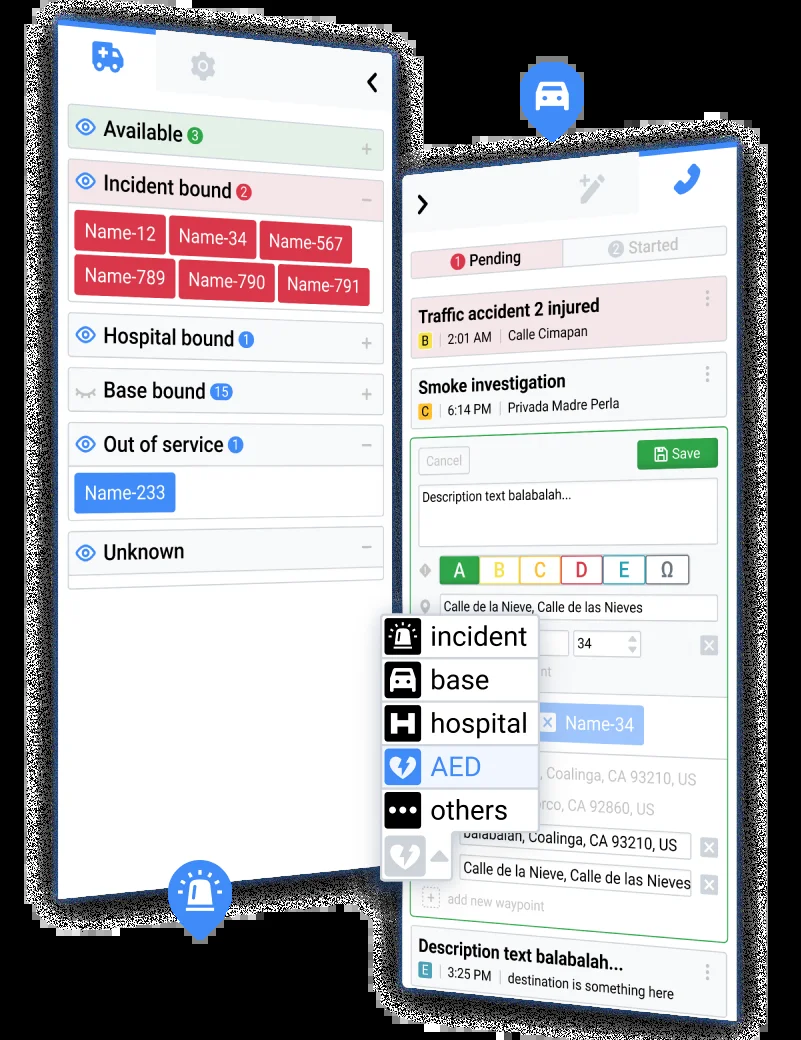 Available 3
Incident bound 2
Name-12 Name-34 Name-567
Name-789 Name-790 Name-791
Hospital bound 1
Base bound 15
Out of service 1
Name-233
Unknown
1 Pending 2 Started
Traffic accident 2 injured
B 2:01 AM Calle Cimapan
Smoke investigation
C 6:14 PM Privada Madre Perla
Cancel Save
Description text balabalah...
A B C D E Ω
Calle de la Nieve, Calle de las Nieves
34
nt
Name-34
, Coalinga, CA 93210, US
rco, CA 92860, US
balabalah, Coalinga, CA 93210, US
Calle de la Nieve, Calle de las Nieves
add new waypoint
incident
base
H hospital
AED
others
Description text balabalah...
E 3:25 PM destination is something here